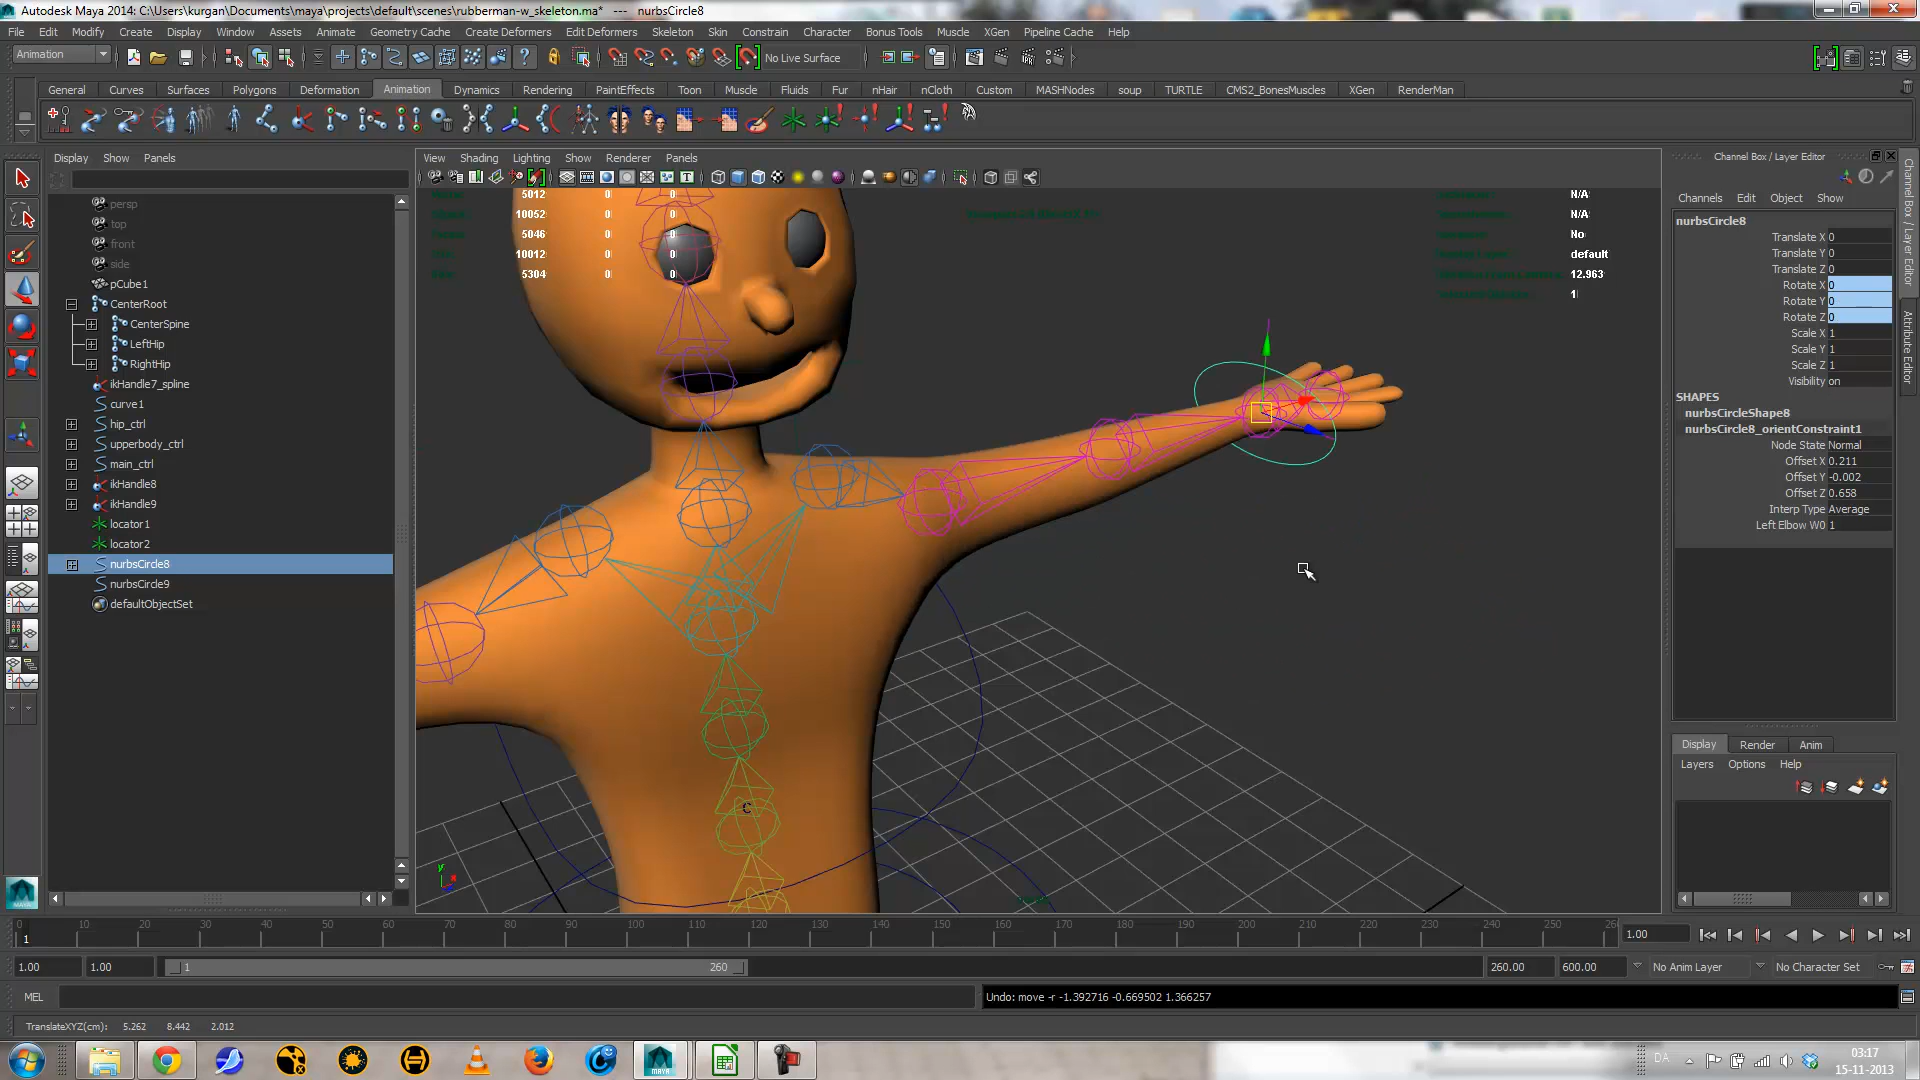 Autodesk Maya 2014: C:\Users\kurgan\Documents\maya\projects\default\scenes\rubberman-w_skeleton.ma* --- nurbsCircle8
File Edit Modify Create Display Window Assets Animate Geometry Cache Create Deformers Edit Deformers Skeleton Skin Constrain Character Bonus Tools Muscle XGen Pipeline Cache Help
Animation
No Live Surface
General Curves Surfaces Polygons Deformation Animation Dynamics Rendering PaintEffects Toon Muscle Fluids Fur nHair nCloth Custom MASHNodes soup TURTLE CMS2_BonesMuscles XGen RenderMan
Display Show Panels
View Shading Lighting Show Renderer Panels
Channel Box / Layer Editor
persp
top
front
side
pCube1
CenterRoot
CenterSpine
LeftHip
RightHip
ikHandle7_spline
curve1
hip_ctrl
upperbody_ctrl
main_ctrl
ikHandle8
ikHandle9
locator1
locator2
nurbsCircle8
nurbsCircle9
defaultObjectSet
5012 0 0
10052 0 0
5046 0 0
10012 0 0
5304 0 0
N/A
N/A
No
default
12.963
1
Channels Edit Object Show
nurbsCircle8
Translate X 0
Translate Y 0
Translate Z 0
Rotate X 0
Rotate Y 0
Rotate Z 0
Scale X 1
Scale Y 1
Scale Z 1
Visibility on
SHAPES
nurbsCircleShape8
nurbsCircle8_orientConstraint1
Node State Normal
Offset X 0.211
Offset Y -0.002
Offset Z 0.658
Interp Type Average
Left Elbow W0 1
Channel Box / Layer Editor
Attribute Editor
Display Render Anim
Layers Options Help
0 10 20 30 40 50 60 70 80 90 100 110 120 130 140 150 160 170 180 190 200 210 220 230 240 250 26
1
1.00
1.00 1.00 1 260 260.00 600.00 No Anim Layer No Character Set
MEL Undo: move -r -1.392716 -0.669502 1.366257
TranslateXYZ(cm): 5.262 8.442 2.012
DA
03:17
15-11-2013